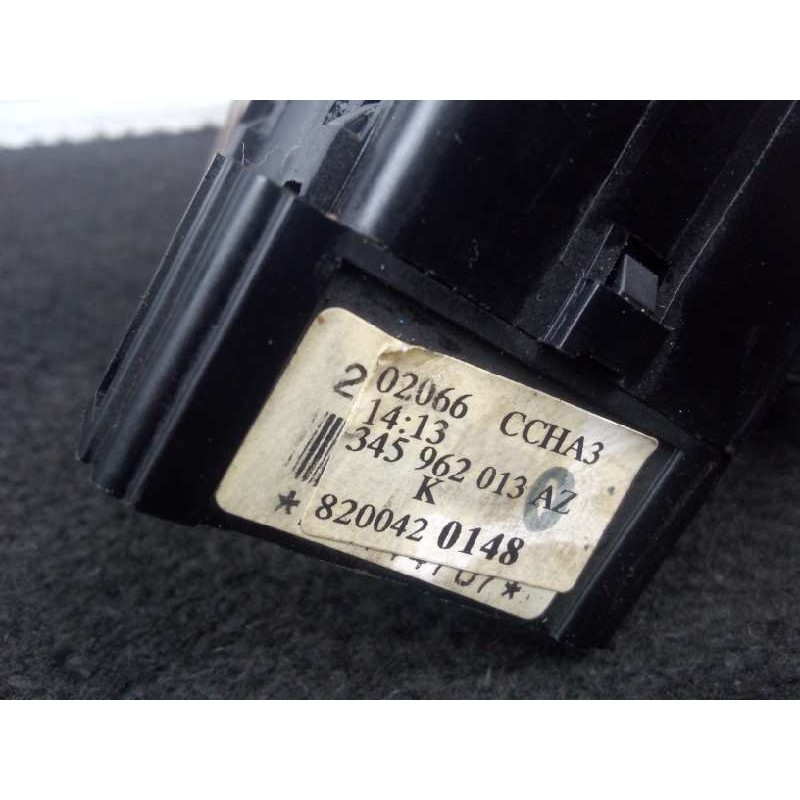 2 02066 CCHA3
14:13
345 962 013 AZ
K
* 820042 0148